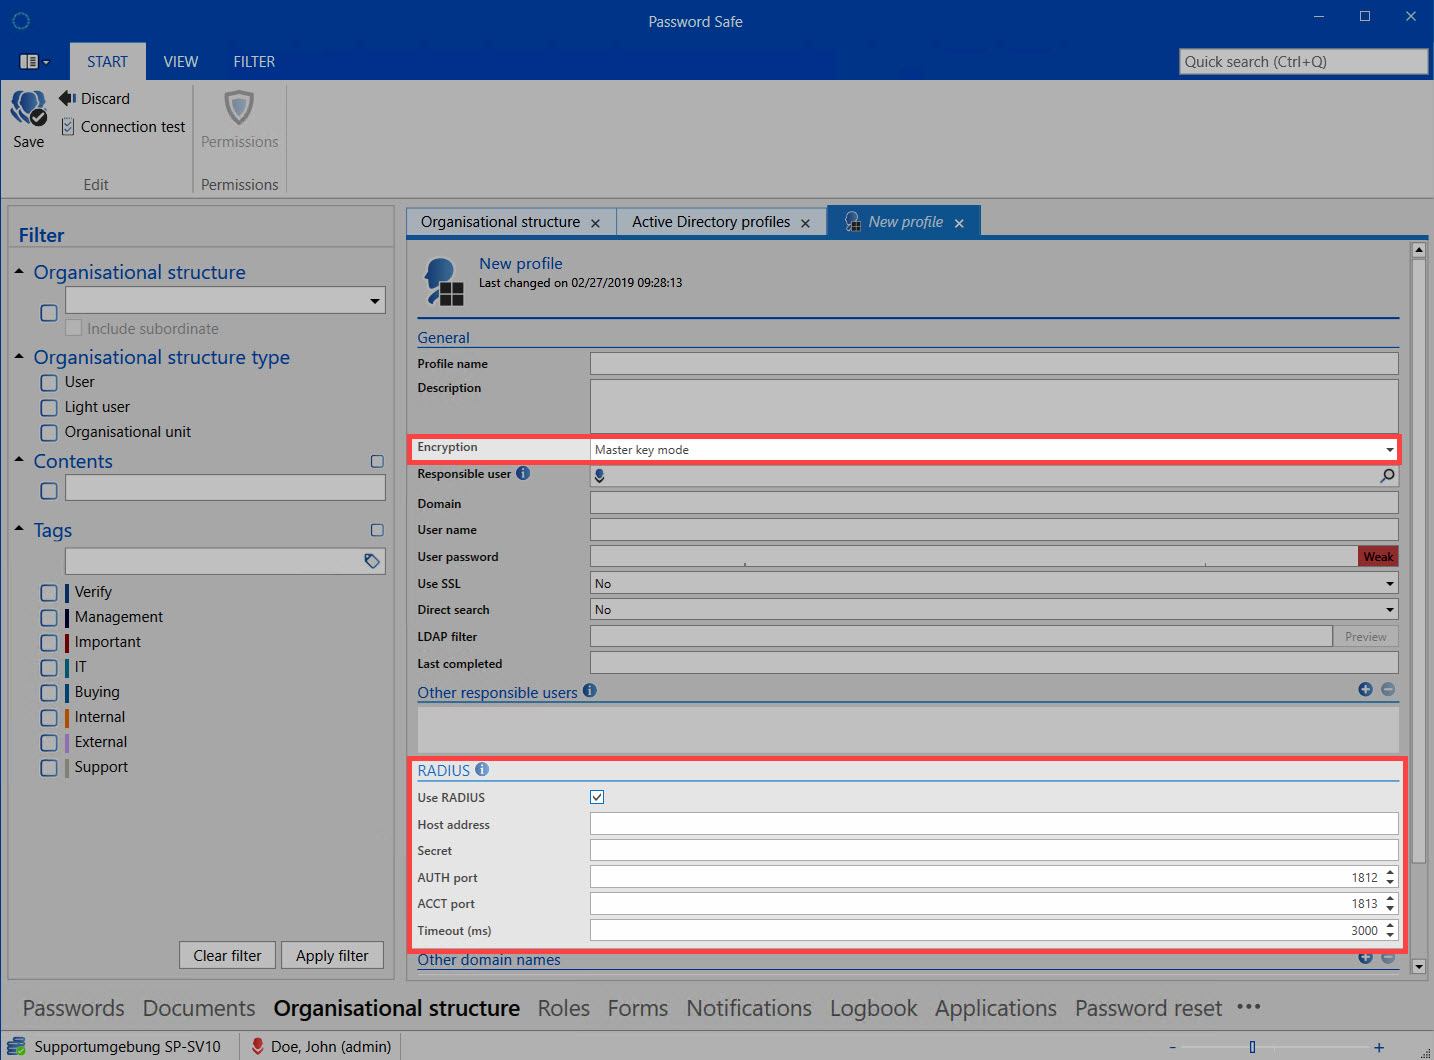 Password Safe
START VIEW FILTER
Quick search (Ctrl+Q)
Save
Discard
Connection test
Edit
Permissions
Permissions
Filter
Organisational structure
Include subordinate
Organisational structure type
User
Light user
Organisational unit
Contents
Tags
Verify
Management
Important
IT
Buying
Internal
External
Support
Clear filter Apply filter
Organisational structure Active Directory profiles New profile
New profile
Last changed on 02/27/2019 09:28:13
General
Profile name
Description
Encryption Master key mode
Responsible user
Domain
User name
User password Weak
Use SSL No
Direct search No
LDAP filter Preview
Last completed
Other responsible users
RADIUS
Use RADIUS
Host address
Secret
AUTH port 1812
ACCT port 1813
Timeout (ms) 3000
Other domain names
Passwords Documents Organisational structure Roles Forms Notifications Logbook Applications Password reset •••
Supportumgebung SP-SV10 Doe, John (admin) - +